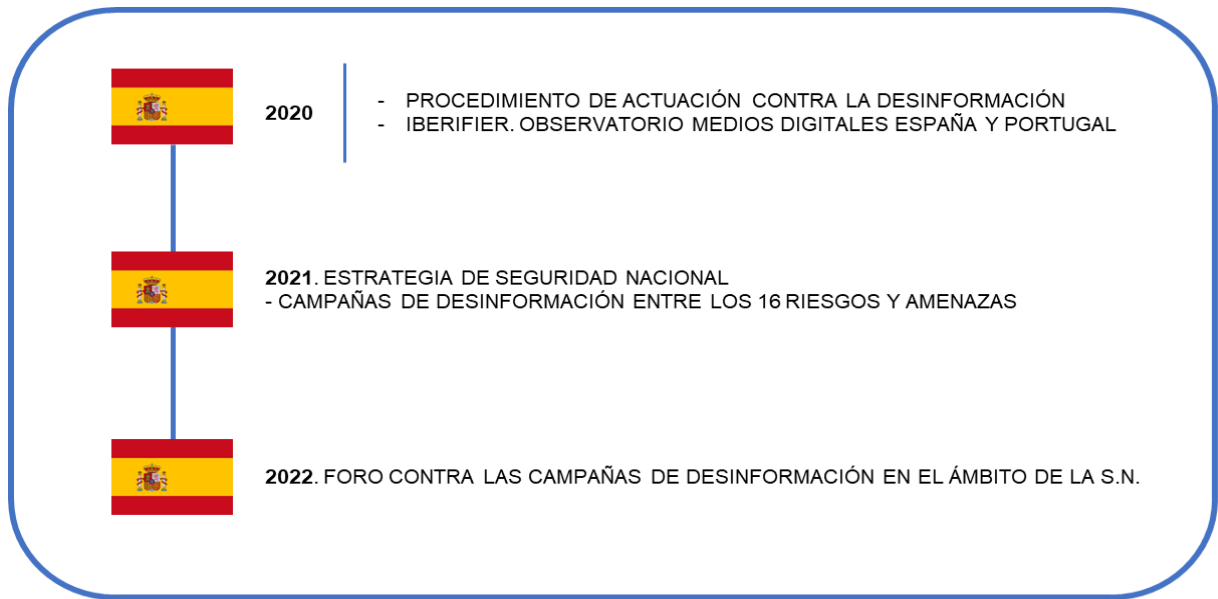 2020
- PROCEDIMIENTO DE ACTUACIÓN CONTRA LA DESINFORMACIÓN
- IBERIFIER. OBSERVATORIO MEDIOS DIGITALES ESPAÑA Y PORTUGAL
2021. ESTRATEGIA DE SEGURIDAD NACIONAL
- CAMPAÑAS DE DESINFORMACIÓN ENTRE LOS 16 RIESGOS Y AMENAZAS
2022. FORO CONTRA LAS CAMPAÑAS DE DESINFORMACIÓN EN EL ÁMBITO DE LA S.N.